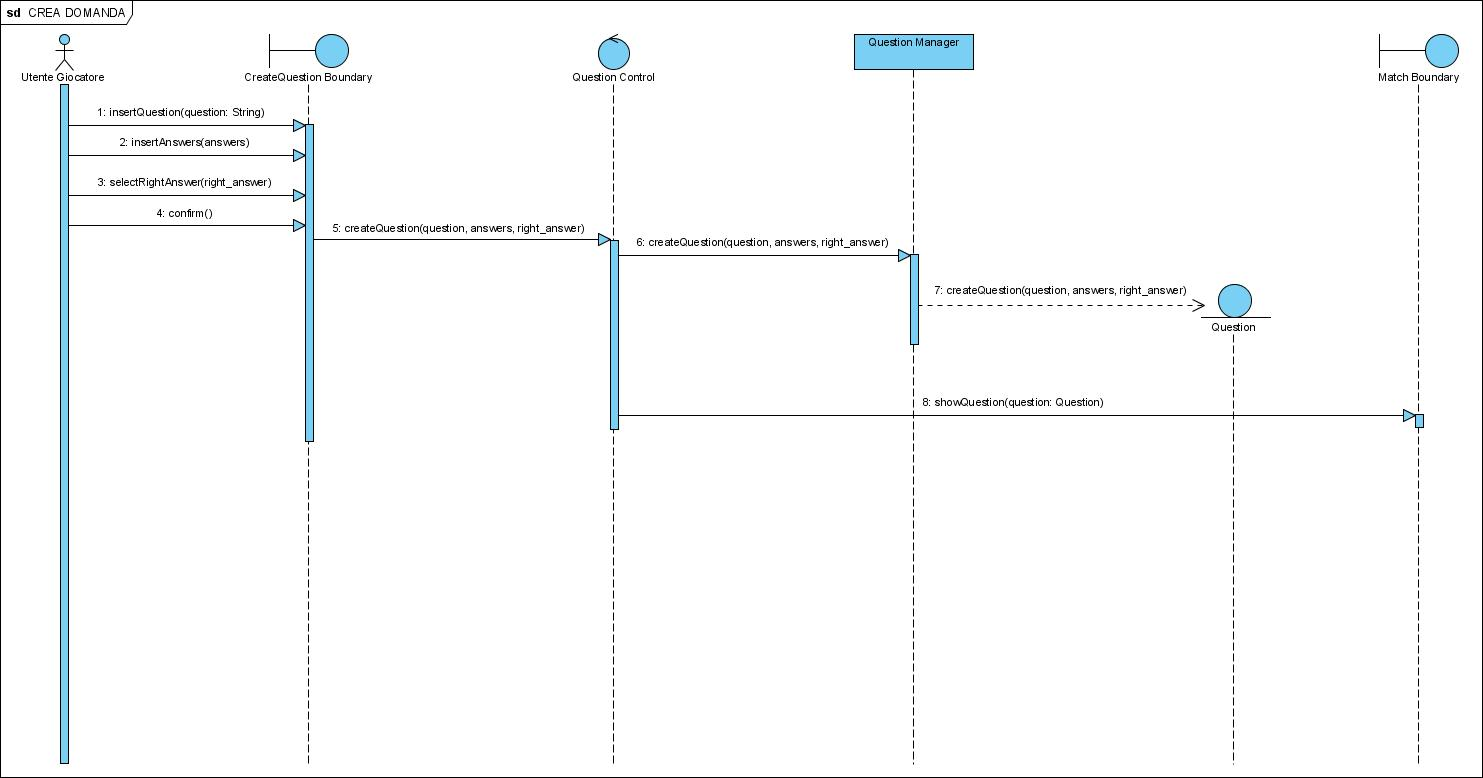 sd CREA DOMANDA
Utente Giocatore
CreateQuestion Boundary
Question Control
Question Manager
Match Boundary
1: insertQuestion(question: String)
2: insertAnswers(answers)
3: selectRightAnswer(right_answer)
4: confirm()
5: createQuestion(question, answers, right_answer)
6: createQuestion(question, answers, right_answer)
7: createQuestion(question, answers, right_answer)
Question
8: showQuestion(question: Question)